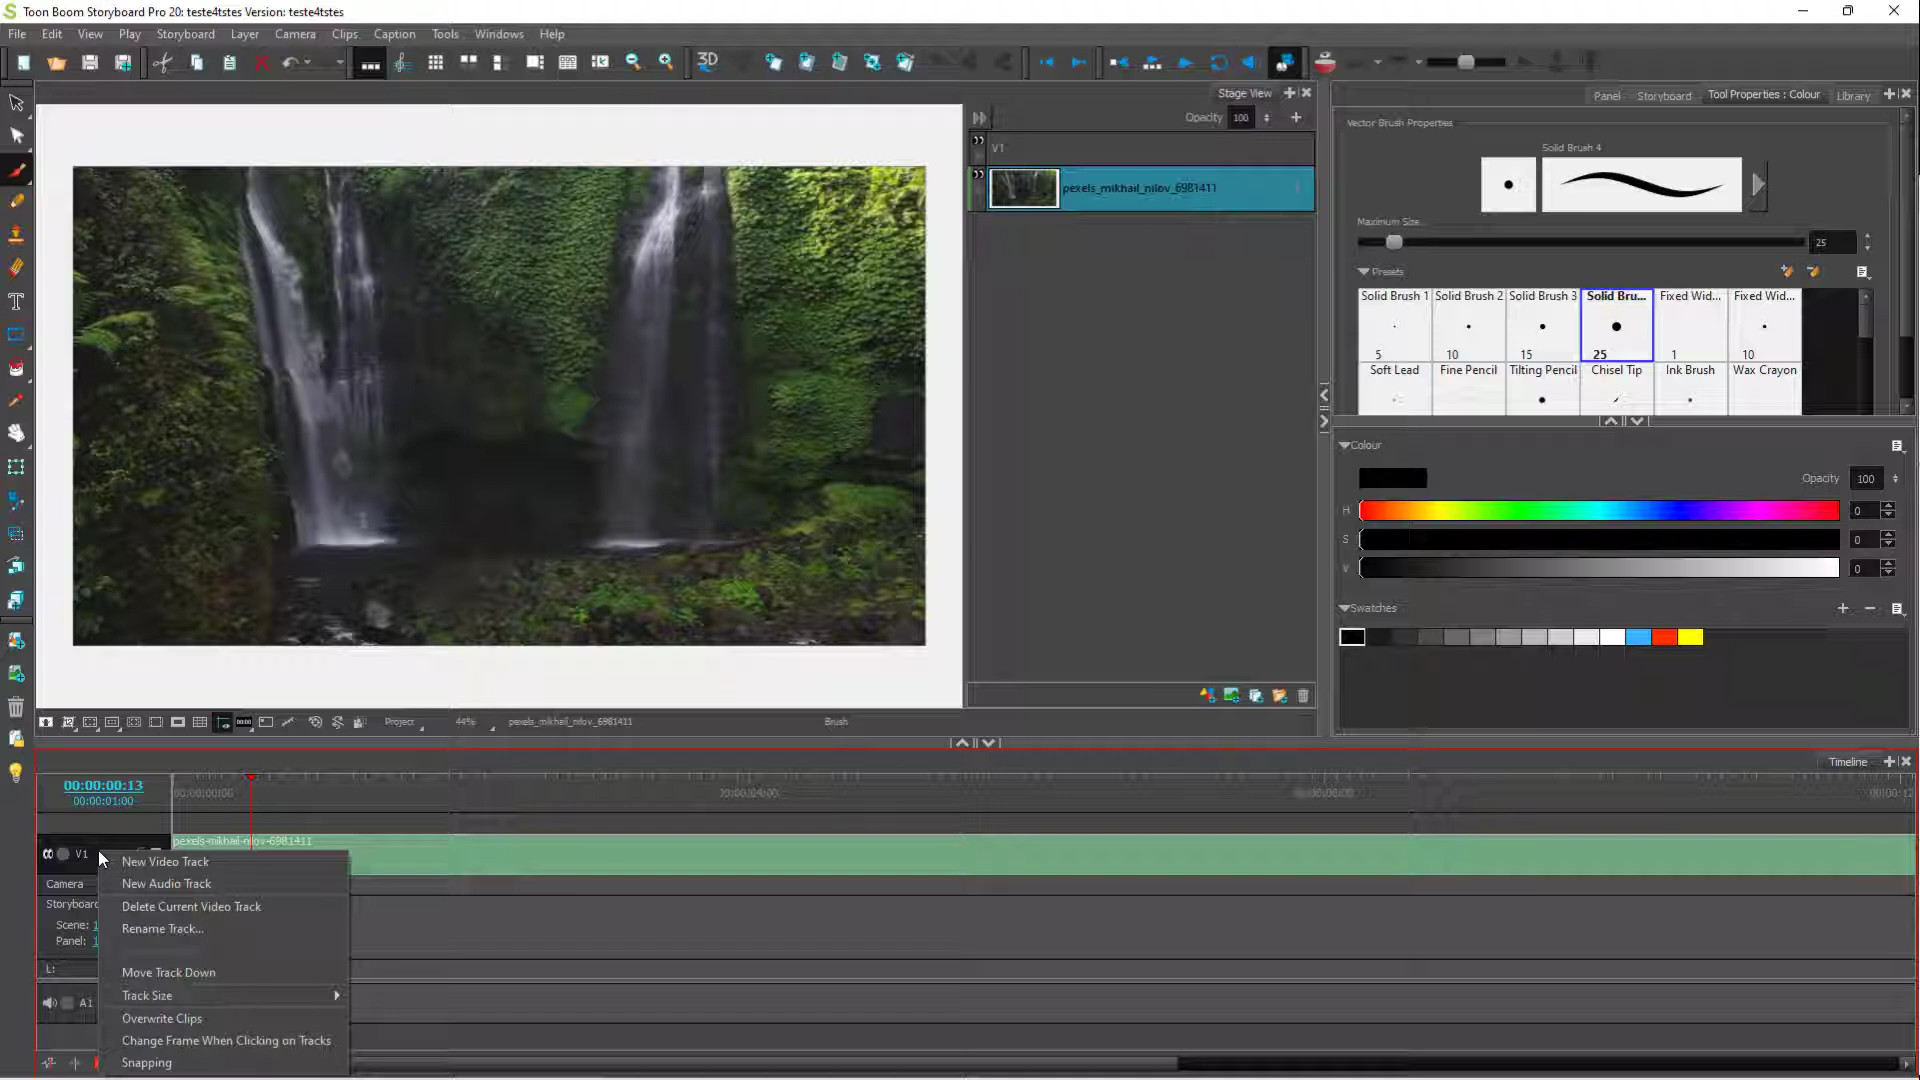 Toon Boom Storyboard Pro 20: teste4tstes Version: teste4tstes
File Edit View Play Storyboard Layer Camera Clips Caption Tools Windows Help
3D
Stage View
Opacity 100
V1
pexels_mikhail_nilov_6981411
Panel Storyboard Tool Properties : Colour Library
Vector Brush Properties
Solid Brush 4
Maximum Size
25
Presets
Solid Brush 1 Solid Brush 2 Solid Brush 3 Solid Bru... Fixed Wid... Fixed Wid...
5 10 15 25 1 10
Soft Lead Fine Pencil Tilting Pencil Chisel Tip Ink Brush Wax Crayon
Colour
Opacity 100
H 0
S 0
V 0
Swatches
Project 44% pexels_mikhail_nilov_6981411 Brush
Timeline
00:00:00:13
00:00:01:00
00:00:00:00 00:00:04:00 00:00:12
pexels-mikhail-nilov-6981411
V1
Camera
Storyboard
Scene: 1
Panel: 1
L:
A1
New Video Track
New Audio Track
Delete Current Video Track
Rename Track...
Move Track Down
Track Size
Overwrite Clips
Change Frame When Clicking on Tracks
Snapping